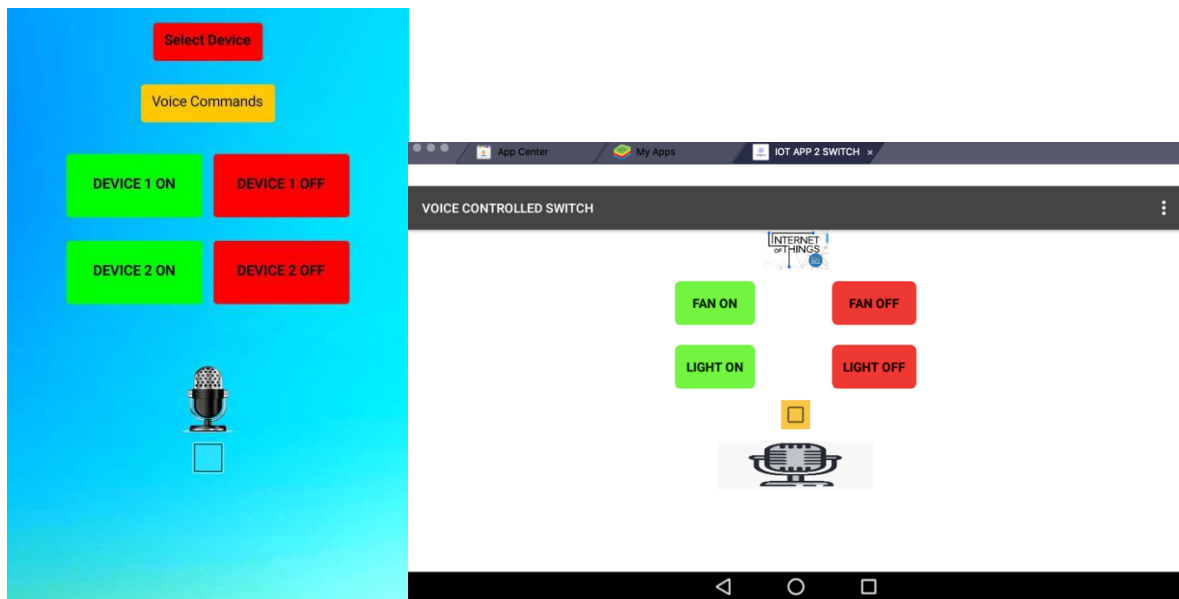 Select Device
Voice Commands
DEVICE 1 ON
DEVICE 1 OFF
DEVICE 2 ON
DEVICE 2 OFF
App Center
My Apps
IOT APP 2 SWITCH ×
VOICE CONTROLLED SWITCH
INTERNET
OF THINGS
FAN ON
FAN OFF
LIGHT ON
LIGHT OFF